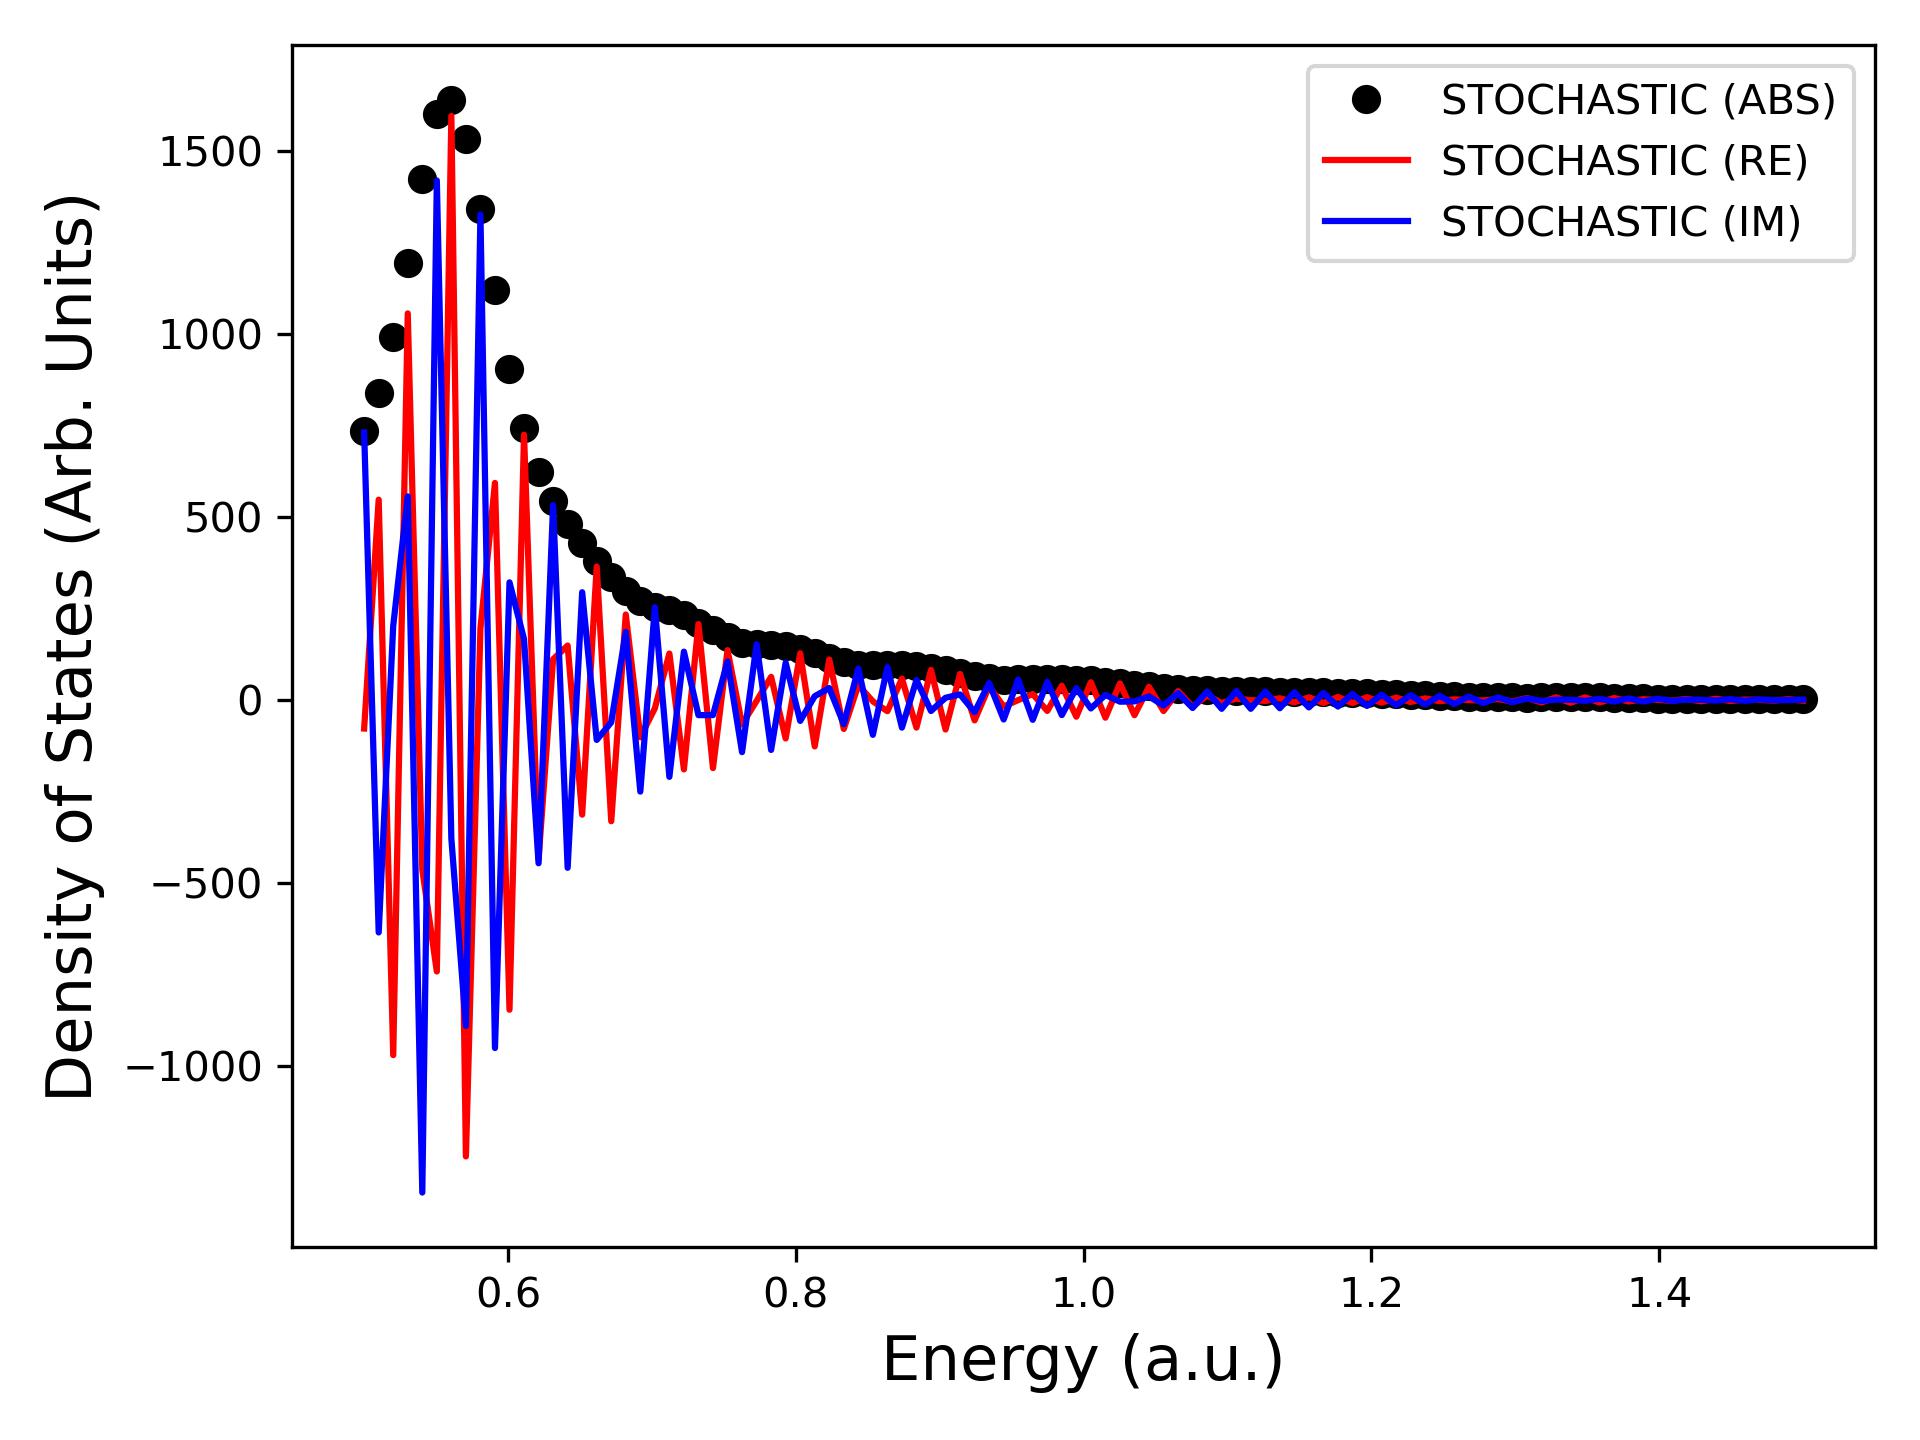 STOCHASTIC (ABS)
STOCHASTIC (RE)
STOCHASTIC (IM)
Density of States (Arb. Units)
1500
1000
500
0
−500
−1000
0.6 0.8 1.0 1.2 1.4
Energy (a.u.)